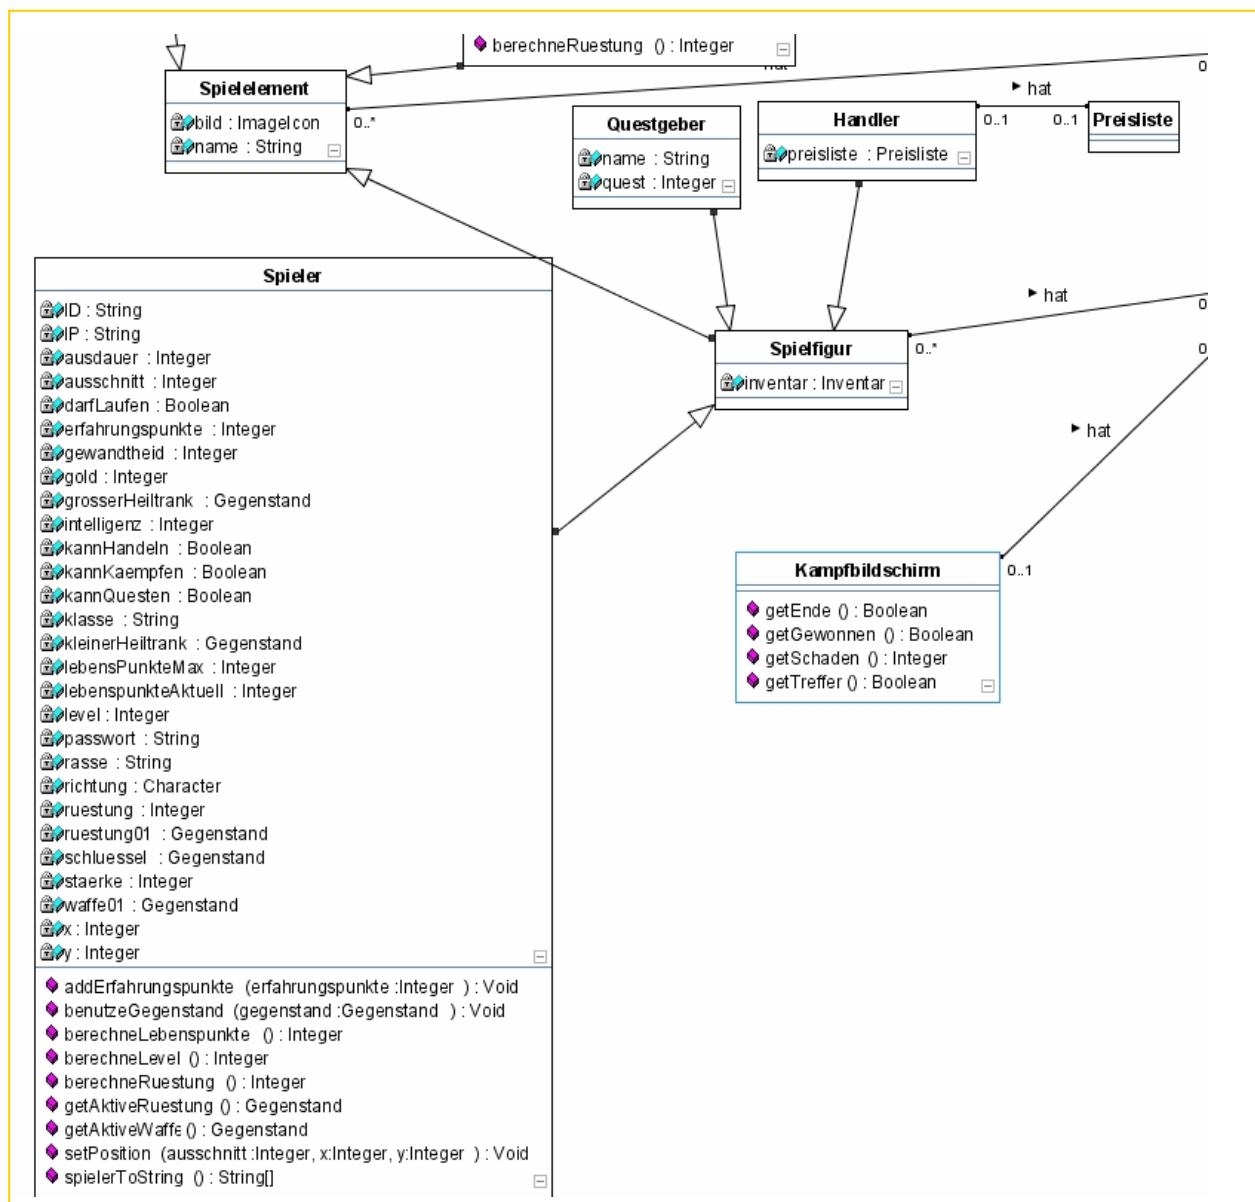 berechneRuestung () : Integer
hat
0
Spielelement
bild : ImageIcon
name : String
0..*
Questgeber
name : String
quest : Integer
Handler
preisliste : Preisliste
0..1
hat
0..1
Preisliste
Spieler
ID : String
IP : String
ausdauer : Integer
ausschnitt : Integer
darfLaufen : Boolean
erfahrungspunkte : Integer
gewandtheid : Integer
gold : Integer
grosserHeiltrank : Gegenstand
intelligenz : Integer
kannHandeln : Boolean
kannKaempfen : Boolean
kannQuesten : Boolean
klasse : String
kleinerHeiltrank : Gegenstand
lebensPunkteMax : Integer
lebenspunkteAktuell : Integer
level : Integer
passwort : String
rasse : String
richtung : Character
ruestung : Integer
ruestung01 : Gegenstand
schluessel : Gegenstand
staerke : Integer
waffe01 : Gegenstand
x : Integer
y : Integer
addErfahrungspunkte (erfahrungspunkte :Integer ) : Void
benutzeGegenstand (gegenstand :Gegenstand ) : Void
berechneLebenspunkte () : Integer
berechneLevel () : Integer
berechneRuestung () : Integer
getAktiveRuestung () : Gegenstand
getAktiveWaffe () : Gegenstand
setPosition (ausschnitt :Integer, x:Integer, y:Integer ) : Void
spielerToString () : String[]
Spielfigur
inventar : Inventar
0..*
hat
0
0
hat
Kampfbildschirm
getEnde () : Boolean
getGewonnen () : Boolean
getSchaden () : Integer
getTreffer () : Boolean
0..1